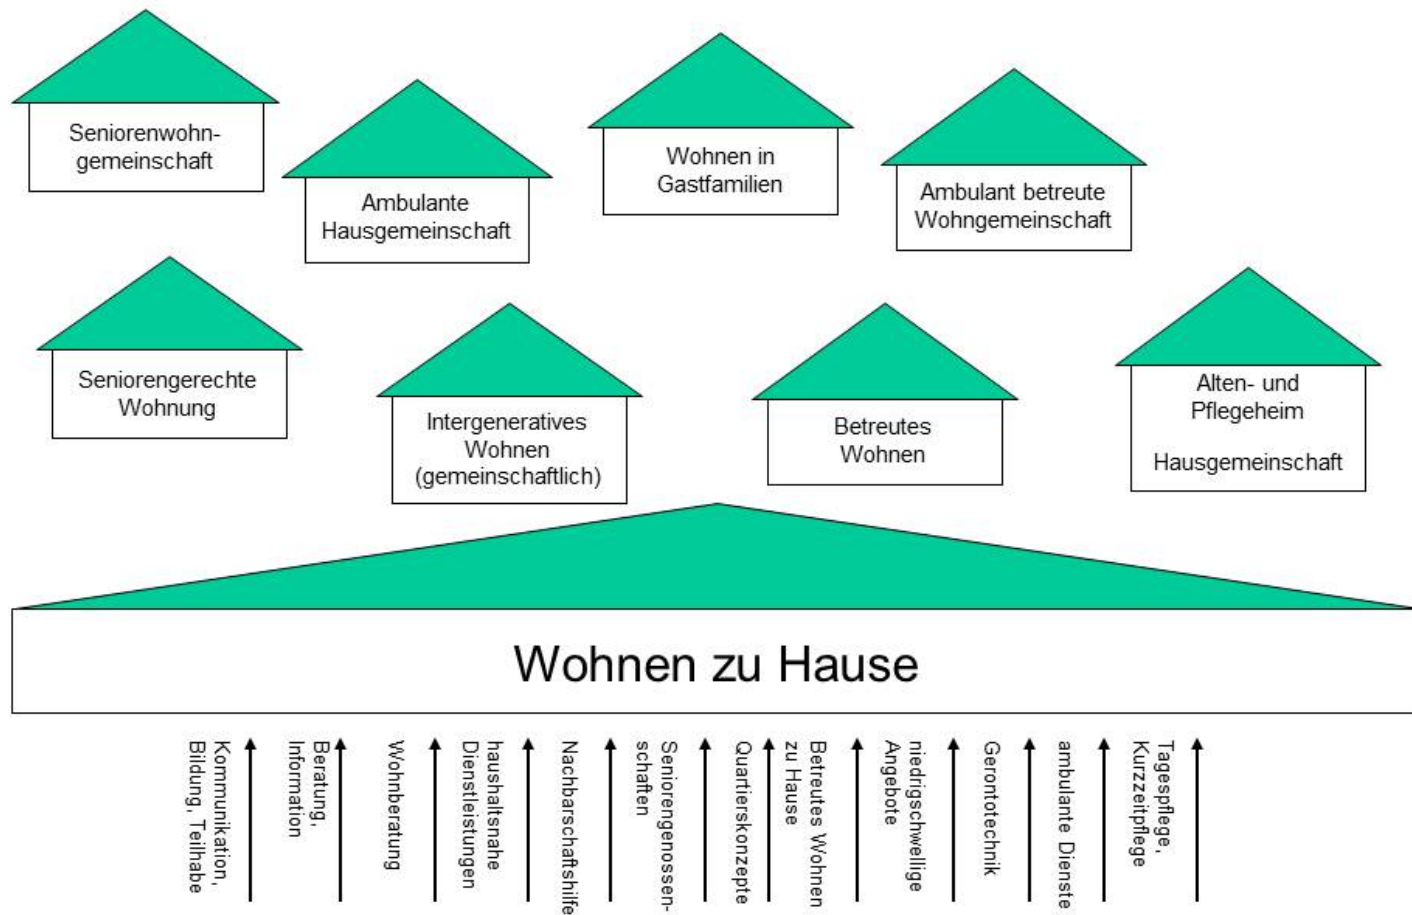 Seniorenwohn-
gemeinschaft
Ambulante
Hausgemeinschaft
Wohnen in
Gastfamilien
Ambulant betreute
Wohngemeinschaft
Seniorengerechte
Wohnung
Intergeneratives
Wohnen
(gemeinschaftlich)
Betreutes
Wohnen
Alten- und
Pflegeheim
Hausgemeinschaft
Wohnen zu Hause
Kommunikation,
Bildung, Teilhabe
Beratung,
Information
Wohnberatung
haushaltsnahe
Dienstleistungen
Nachbarschaftshilfe
Seniorengenossen-
schaften
Quartierskonzepte
Betreutes Wohnen
zu Hause
niedrigschwellige
Angebote
Gerontotechnik
ambulante Dienste
Tagespflege,
Kurzzeitpflege